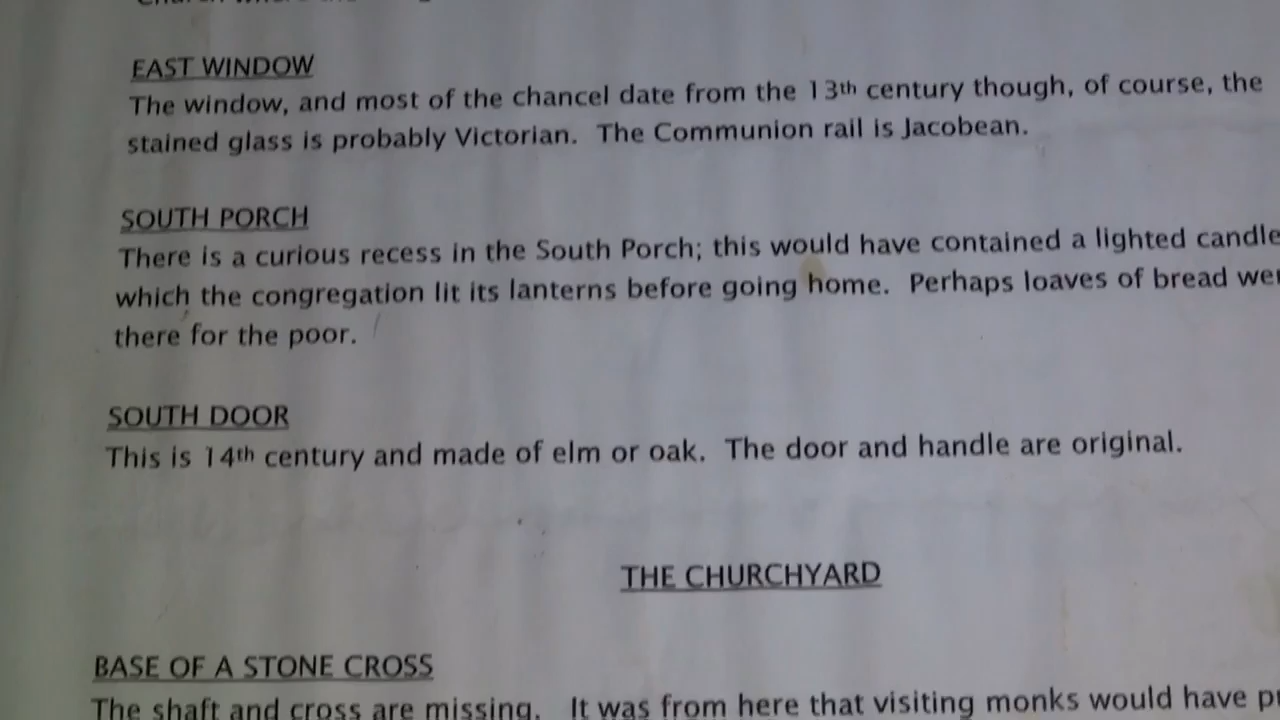 EAST WINDOW
The window, and most of the chancel date from the 13th century though, of course, the
stained glass is probably Victorian. The Communion rail is Jacobean.
SOUTH PORCH
There is a curious recess in the South Porch; this would have contained a lighted candle
which the congregation lit its lanterns before going home. Perhaps loaves of bread
there for the poor.
SOUTH DOOR
This is 14th century and made of elm or oak. The door and handle are original.
THE CHURCHYARD
BASE OF A STONE CROSS
The shaft and cross are missing. It was from here that visiting monks would have